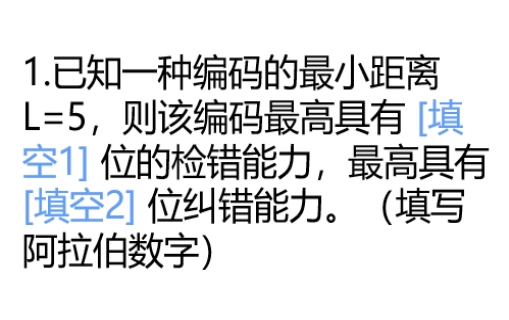 1.已知一种编码的最小距离
L=5，则该编码最高具有 [填
空1] 位的检错能力，最高具有
[填空2] 位纠错能力。（填写
阿拉伯数字）